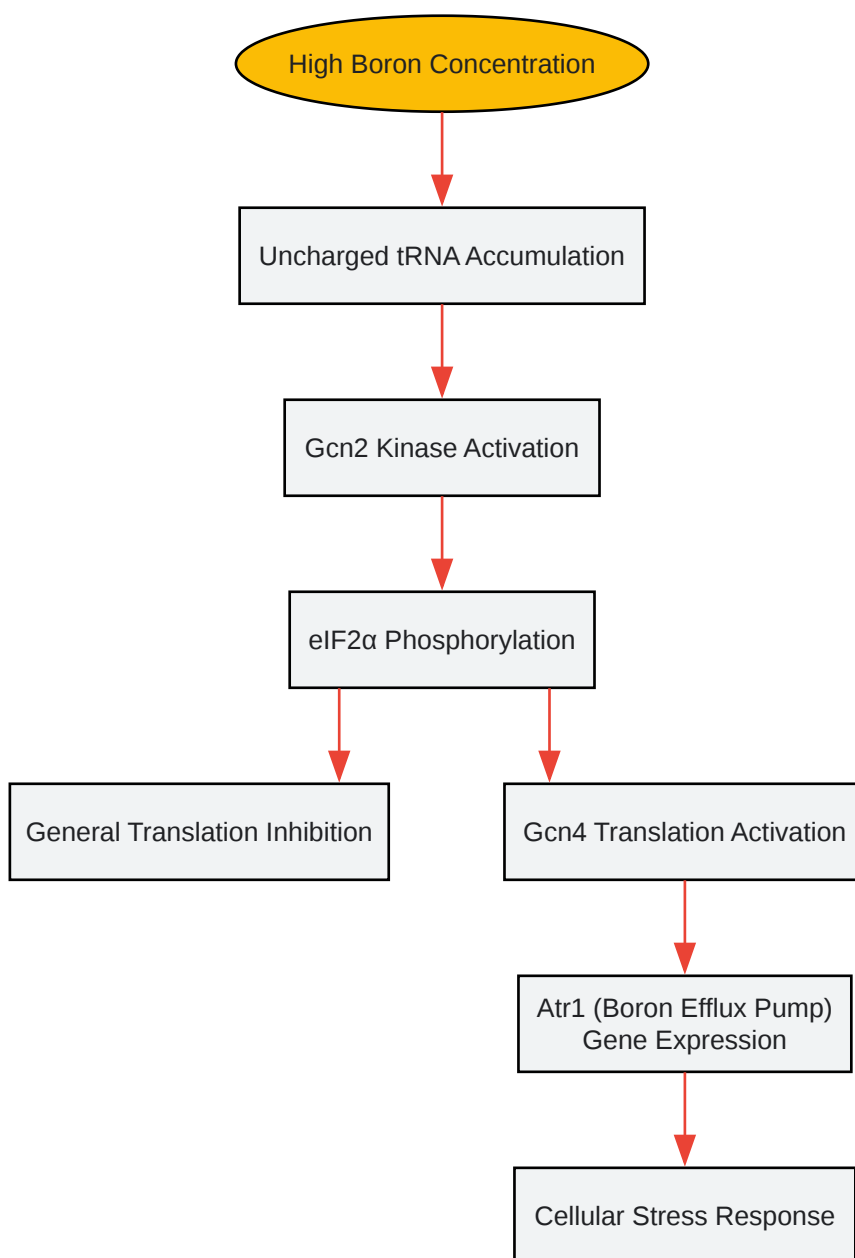 High Boron Concentration
Uncharged tRNA Accumulation
Gcn2 Kinase Activation
eIF2α Phosphorylation
General Translation Inhibition
Gcn4 Translation Activation
Atr1 (Boron Efflux Pump)
Gene Expression
Cellular Stress Response